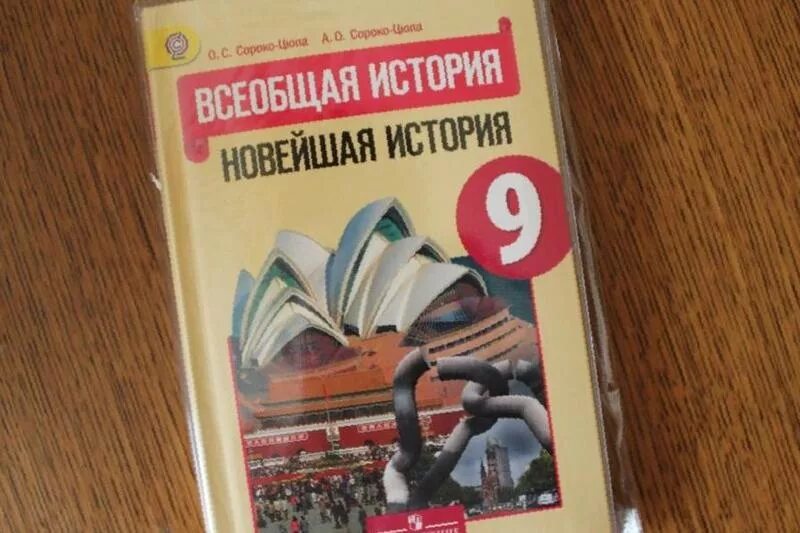 О. С. Сороко-Цюпа А. О. Сороко-Цюпа
ВСЕОБЩАЯ ИСТОРИЯ
НОВЕЙШАЯ ИСТОРИЯ
9